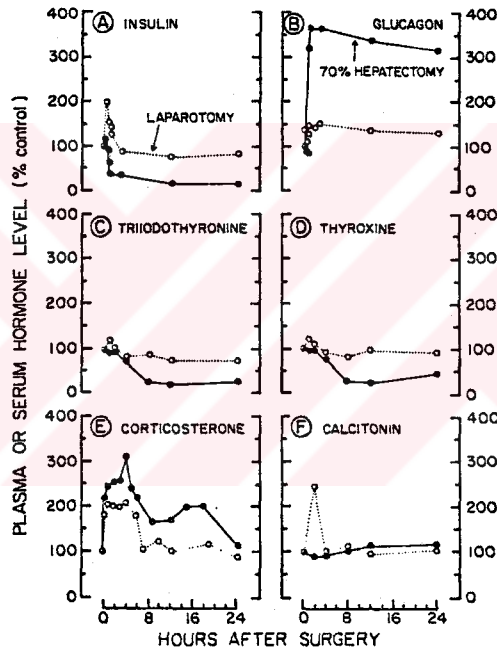 PLASMA OR SERUM HORMONE LEVEL (% control)
400
300
200
100
0
Ⓐ INSULIN
LAPAROTOMY
Ⓑ GLUCAGON
70% HEPATECTOMY
400
300
200
100
0
400
300
200
100
0
Ⓒ TRIIODOTHYRONINE
Ⓓ THYROXINE
400
300
200
100
0
400
300
200
100
0
Ⓔ CORTICOSTERONE
Ⓕ CALCITONIN
400
300
200
100
0
0 8 16 24
0 8 16 24
HOURS AFTER SURGERY